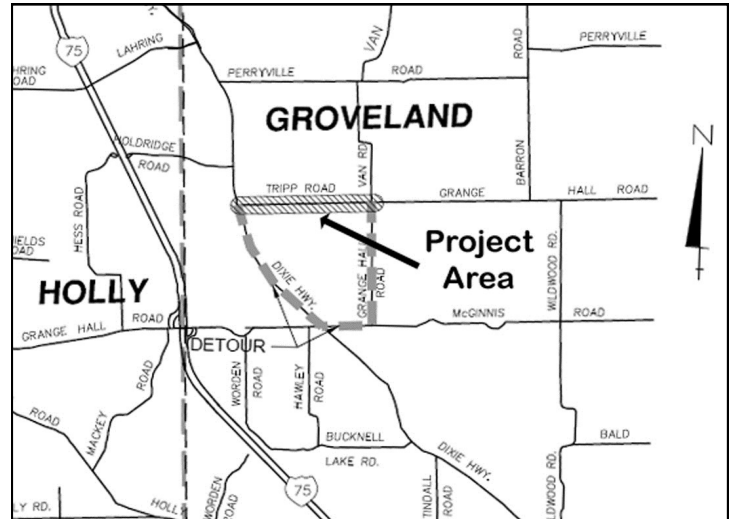 VAN
75
LAHRING
ROAD
PERRYVILLE
HRING
OAD
PERRYVILLE ROAD
GROVELAND
N
HOLDRIDGE
ROAD
VAN RD.
BARRON
TRIPP ROAD
GRANGE HALL ROAD
HESS ROAD
IELDS
OAD
Project
Area
WILDWOOD RD.
HOLLY
DIXIE HWY.
GRANGE HALL
ROAD
McGINNIS ROAD
GRANGE HALL ROAD
DETOUR
WORDEN
ROAD
HAWLEY
ROAD
MACKEY
ROAD
ROAD
BUCKNELL
LAKE RD.
BALD
DIXIE HWY.
LY RD.
HOLLY
WORDEN
ROAD
75
TINDALL
ROAD
LDWOOD RD.